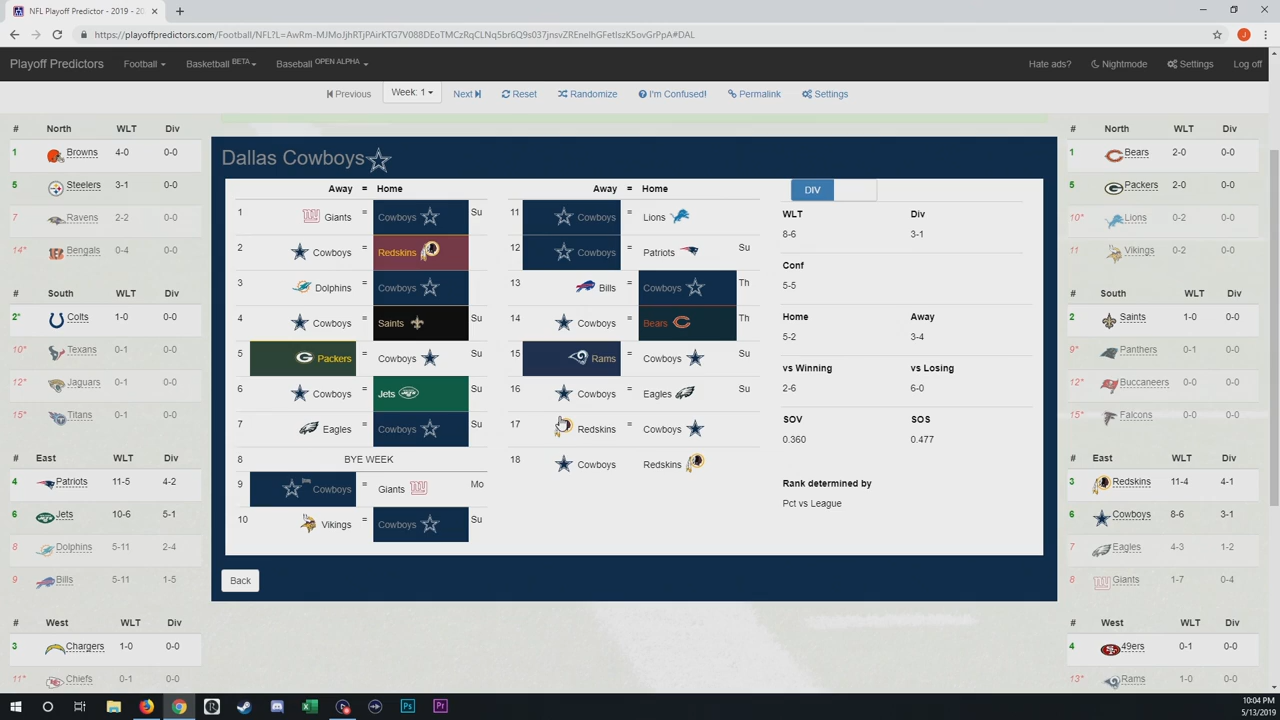 NFL Playoff Predictor - 2019 - 20
https://playoffpredictors.com/Football/NFL?L=AwRm-MJMoJjhRTjPAirKTG7V088DEoTMCzRqCLNq5br6Q9s037jnsvZREneIhGFetIszK5ovGrPpA#DAL
J
Playoff Predictors Football Basketball BETA Baseball OPEN ALPHA Hate ads? Nightmode Settings Log off
Previous Week: 1 Next Reset Randomize I'm Confused! Permalink Settings
# North WLT Div
1 Browns 4-0 0-0
5 Steelers 3-1 0-0
7 Ravens 2-2 0-0
14* Bengals 0-4 0-0
# South WLT Div
2* Colts 1-0 0-0
10* Texans 0-1 0-0
12* Jaguars 0-1 0-0
15* Titans 0-1 0-0
# East WLT Div
4 Patriots 11-5 4-2
6 Jets 10-6 5-1
8 Dolphins 5-11 2-4
9 Bills 5-11 1-5
# West WLT Div
3 Chargers 1-0 0-0
11* Chiefs 0-1 0-0
Dallas Cowboys
Away = Home
1 Giants = Cowboys Su
2 Cowboys = Redskins Su
3 Dolphins = Cowboys Su
4 Cowboys = Saints Su
5 Packers = Cowboys Su
6 Cowboys = Jets Su
7 Eagles = Cowboys Su
8 BYE WEEK
9 Cowboys = Giants Mo
10 Vikings = Cowboys Su
Away = Home
11 Cowboys = Lions Su
12 Cowboys = Patriots Su
13 Bills = Cowboys Th
14 Cowboys = Bears Th
15 Rams = Cowboys Su
16 Cowboys = Eagles Su
17 Redskins = Cowboys
18 Cowboys Redskins
DIV
WLT Div
8-6 3-1
Conf
5-5
Home Away
5-2 3-4
vs Winning vs Losing
2-6 6-0
SOV SOS
0.360 0.477
Rank determined by
Pct vs League
Back
# North WLT Div
1 Bears 2-0 0-0
5 Packers 2-0 0-0
10* Lions 0-2 0-0
11 Vikings 0-2 0-0
# South WLT Div
2 Saints 1-0 0-0
9* Panthers 0-1 0-0
12* Buccaneers 0-1 0-0
15* Falcons 0-1 0-0
# East WLT Div
3 Redskins 11-4 4-1
6 Cowboys 8-6 3-1
7 Eagles 4-3 1-2
8 Giants 1-7 0-4
# West WLT Div
4 49ers 0-1 0-0
13* Rams 1-0 0-0
Ps Pr
10:04 PM
5/13/2019